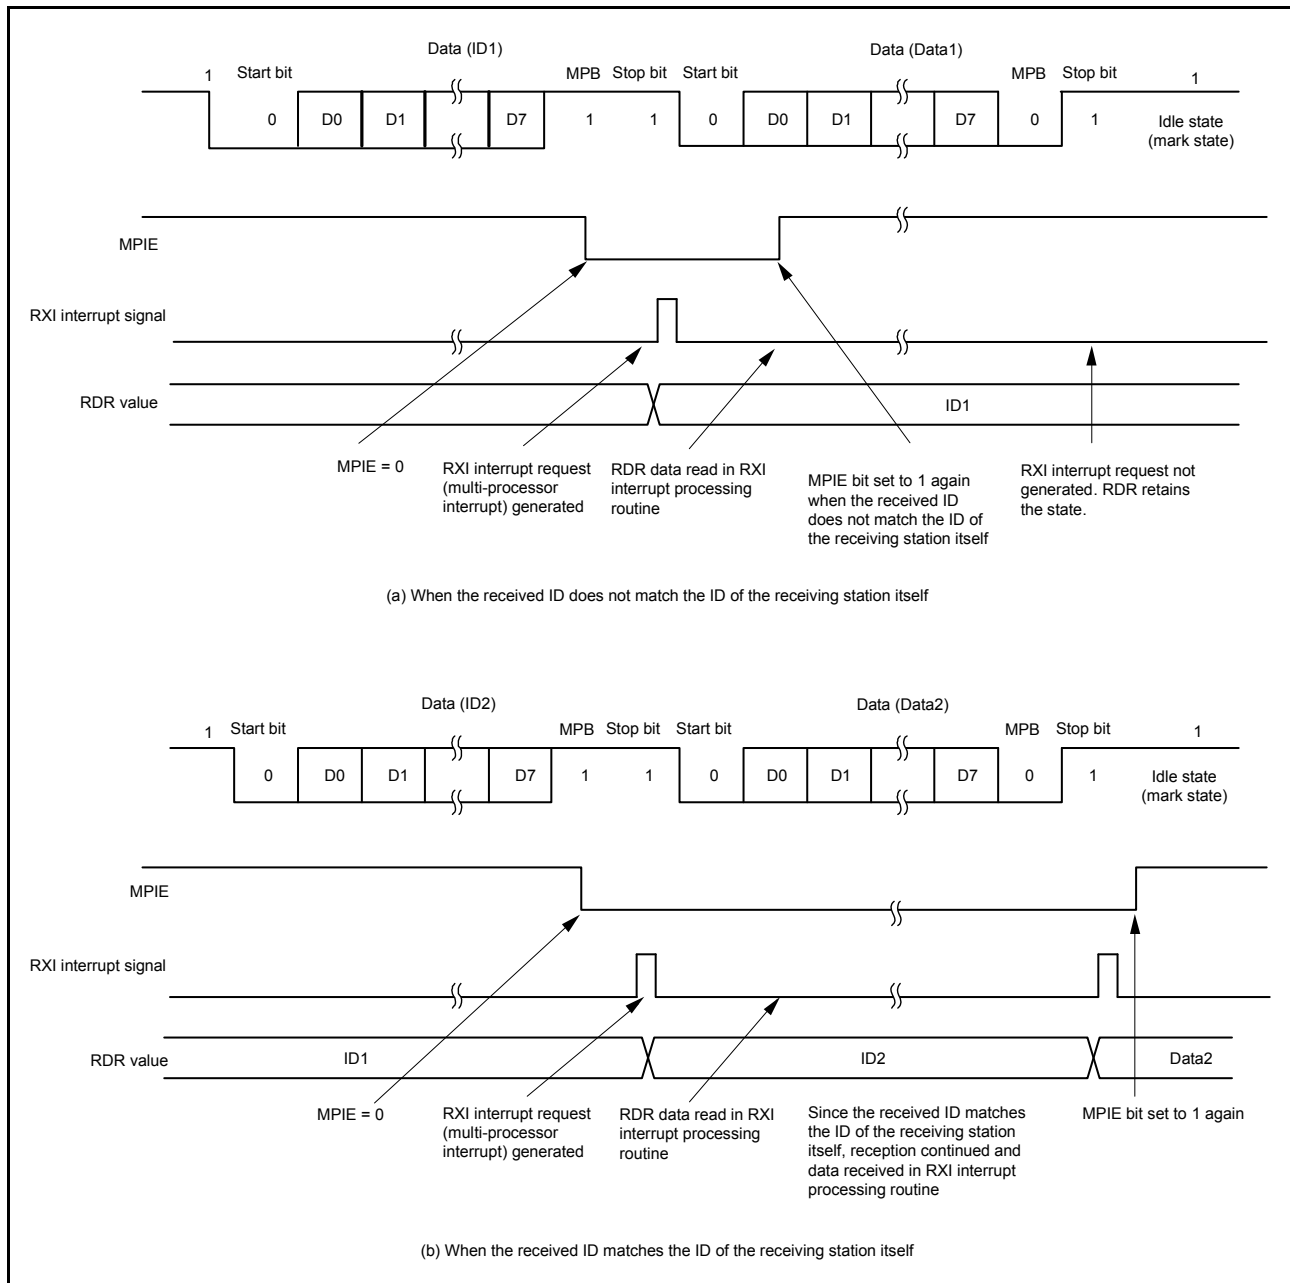 Data (ID1) Data (Data1)
1 Start bit MPB Stop bit Start bit MPB Stop bit 1
0 D0 D1 D7 1 1 0 D0 D1 D7 0 1 Idle state
(mark state)
MPIE
RXI interrupt signal
RDR value
ID1
MPIE = 0
RXI interrupt request
(multi-processor
interrupt) generated
RDR data read in RXI
interrupt processing
routine
MPIE bit set to 1 again
when the received ID
does not match the ID of
the receiving station itself
RXI interrupt request not
generated. RDR retains
the state.
(a) When the received ID does not match the ID of the receiving station itself
Data (ID2) Data (Data2)
1 Start bit MPB Stop bit Start bit MPB Stop bit 1
0 D0 D1 D7 1 1 0 D0 D1 D7 0 1 Idle state
(mark state)
MPIE
RXI interrupt signal
RDR value
ID1 ID2 Data2
MPIE = 0
RXI interrupt request
(multi-processor
interrupt) generated
RDR data read in RXI
interrupt processing
routine
Since the received ID matches
the ID of the receiving station
itself, reception continued and
data received in RXI interrupt
processing routine
MPIE bit set to 1 again
(b) When the received ID matches the ID of the receiving station itself